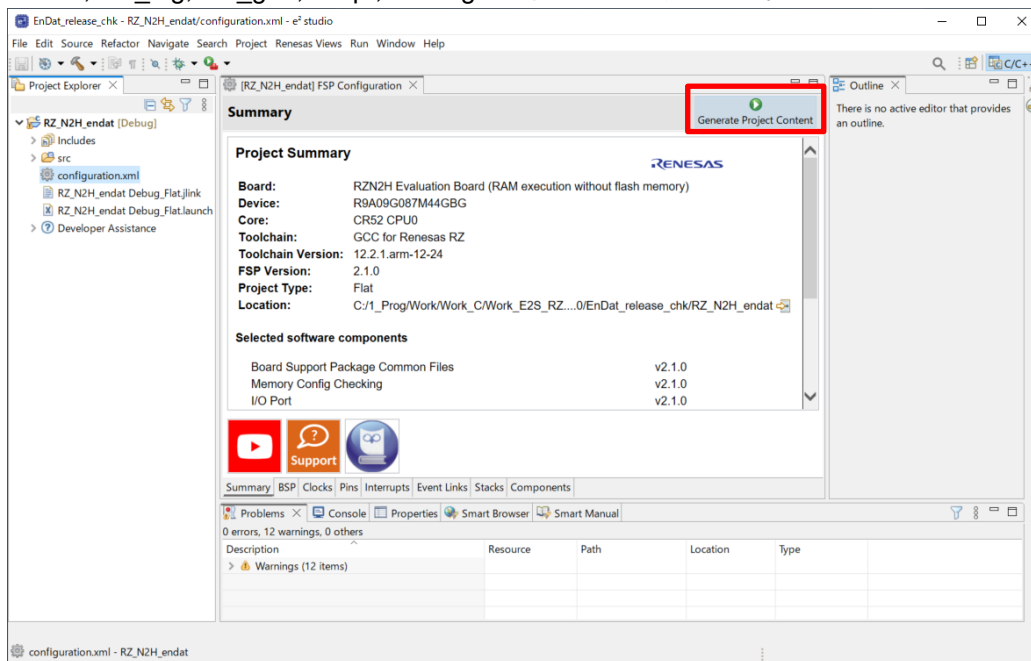 EnDat_release_chk - RZ_N2H_endat/configuration.xml - e² studio
File Edit Source Refactor Navigate Search Project Renesas Views Run Window Help
C/C++
Project Explorer
[RZ_N2H_endat] FSP Configuration
Outline
RZ_N2H_endat [Debug]
Includes
src
configuration.xml
RZ_N2H_endat Debug_Flat.jlink
RZ_N2H_endat Debug_Flat.launch
Developer Assistance
Summary
Generate Project Content
Project Summary
RENESAS
Board: RZN2H Evaluation Board (RAM execution without flash memory)
Device: R9A09G087M44GBG
Core: CR52 CPU0
Toolchain: GCC for Renesas RZ
Toolchain Version: 12.2.1.arm-12-24
FSP Version: 2.1.0
Project Type: Flat
Location: C:/1_Prog/Work/Work_C/Work_E2S_RZ....0/EnDat_release_chk/RZ_N2H_endat
Selected software components
Board Support Package Common Files v2.1.0
Memory Config Checking v2.1.0
I/O Port v2.1.0
Support
Summary BSP Clocks Pins Interrupts Event Links Stacks Components
There is no active editor that provides
an outline.
Problems Console Properties Smart Browser Smart Manual
0 errors, 12 warnings, 0 others
Description Resource Path Location Type
Warnings (12 items)
configuration.xml - RZ_N2H_endat